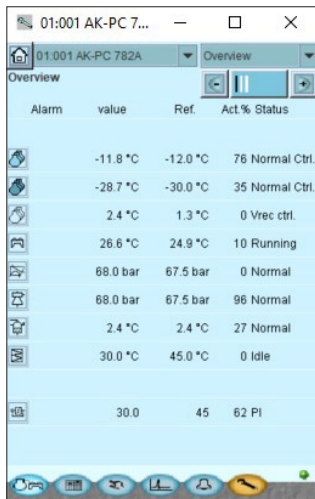 01:001 AK-PC 7...
01:001 AK-PC 782A Overview
Overview
Alarm value Ref. Act.% Status
-11.8 °C -12.0 °C 76 Normal Ctrl.
-28.7 °C -30.0 °C 35 Normal Ctrl.
2.4 °C 1.3 °C 0 Vrec ctrl.
26.6 °C 24.9 °C 10 Running
68.0 bar 67.5 bar 0 Normal
68.0 bar 67.5 bar 96 Normal
2.4 °C 2.4 °C 27 Normal
30.0 °C 45.0 °C 0 Idle
30.0 45 62 PI